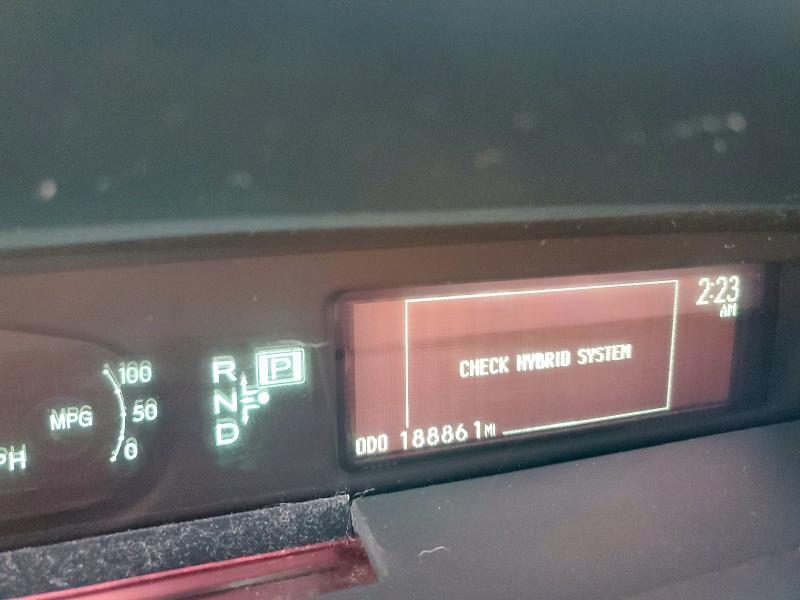 2:23
AM
CHECK HYBRID SYSTEM
ODO 188861 MI
R P
N
D
100
MPG 50
0